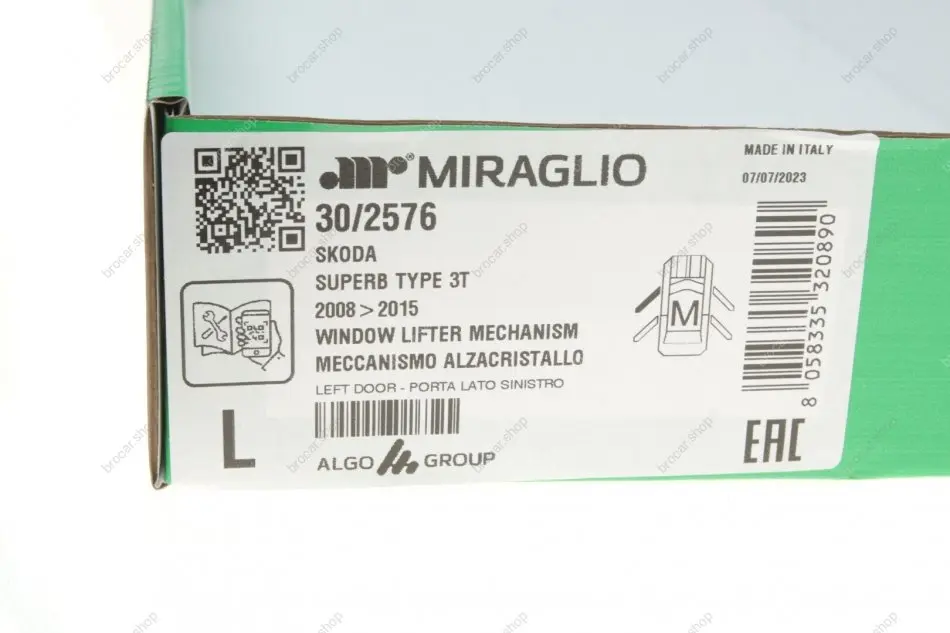 MIRAGLIO
30/2576
SKODA
SUPERB TYPE 3T
2008 > 2015
WINDOW LIFTER MECHANISM
MECCANISMO ALZACRISTALLO
LEFT DOOR - PORTA LATO SINISTRO
L
ALGO GROUP
MADE IN ITALY
07/07/2023
M
8 058335 320890
EAC
brocar.shop